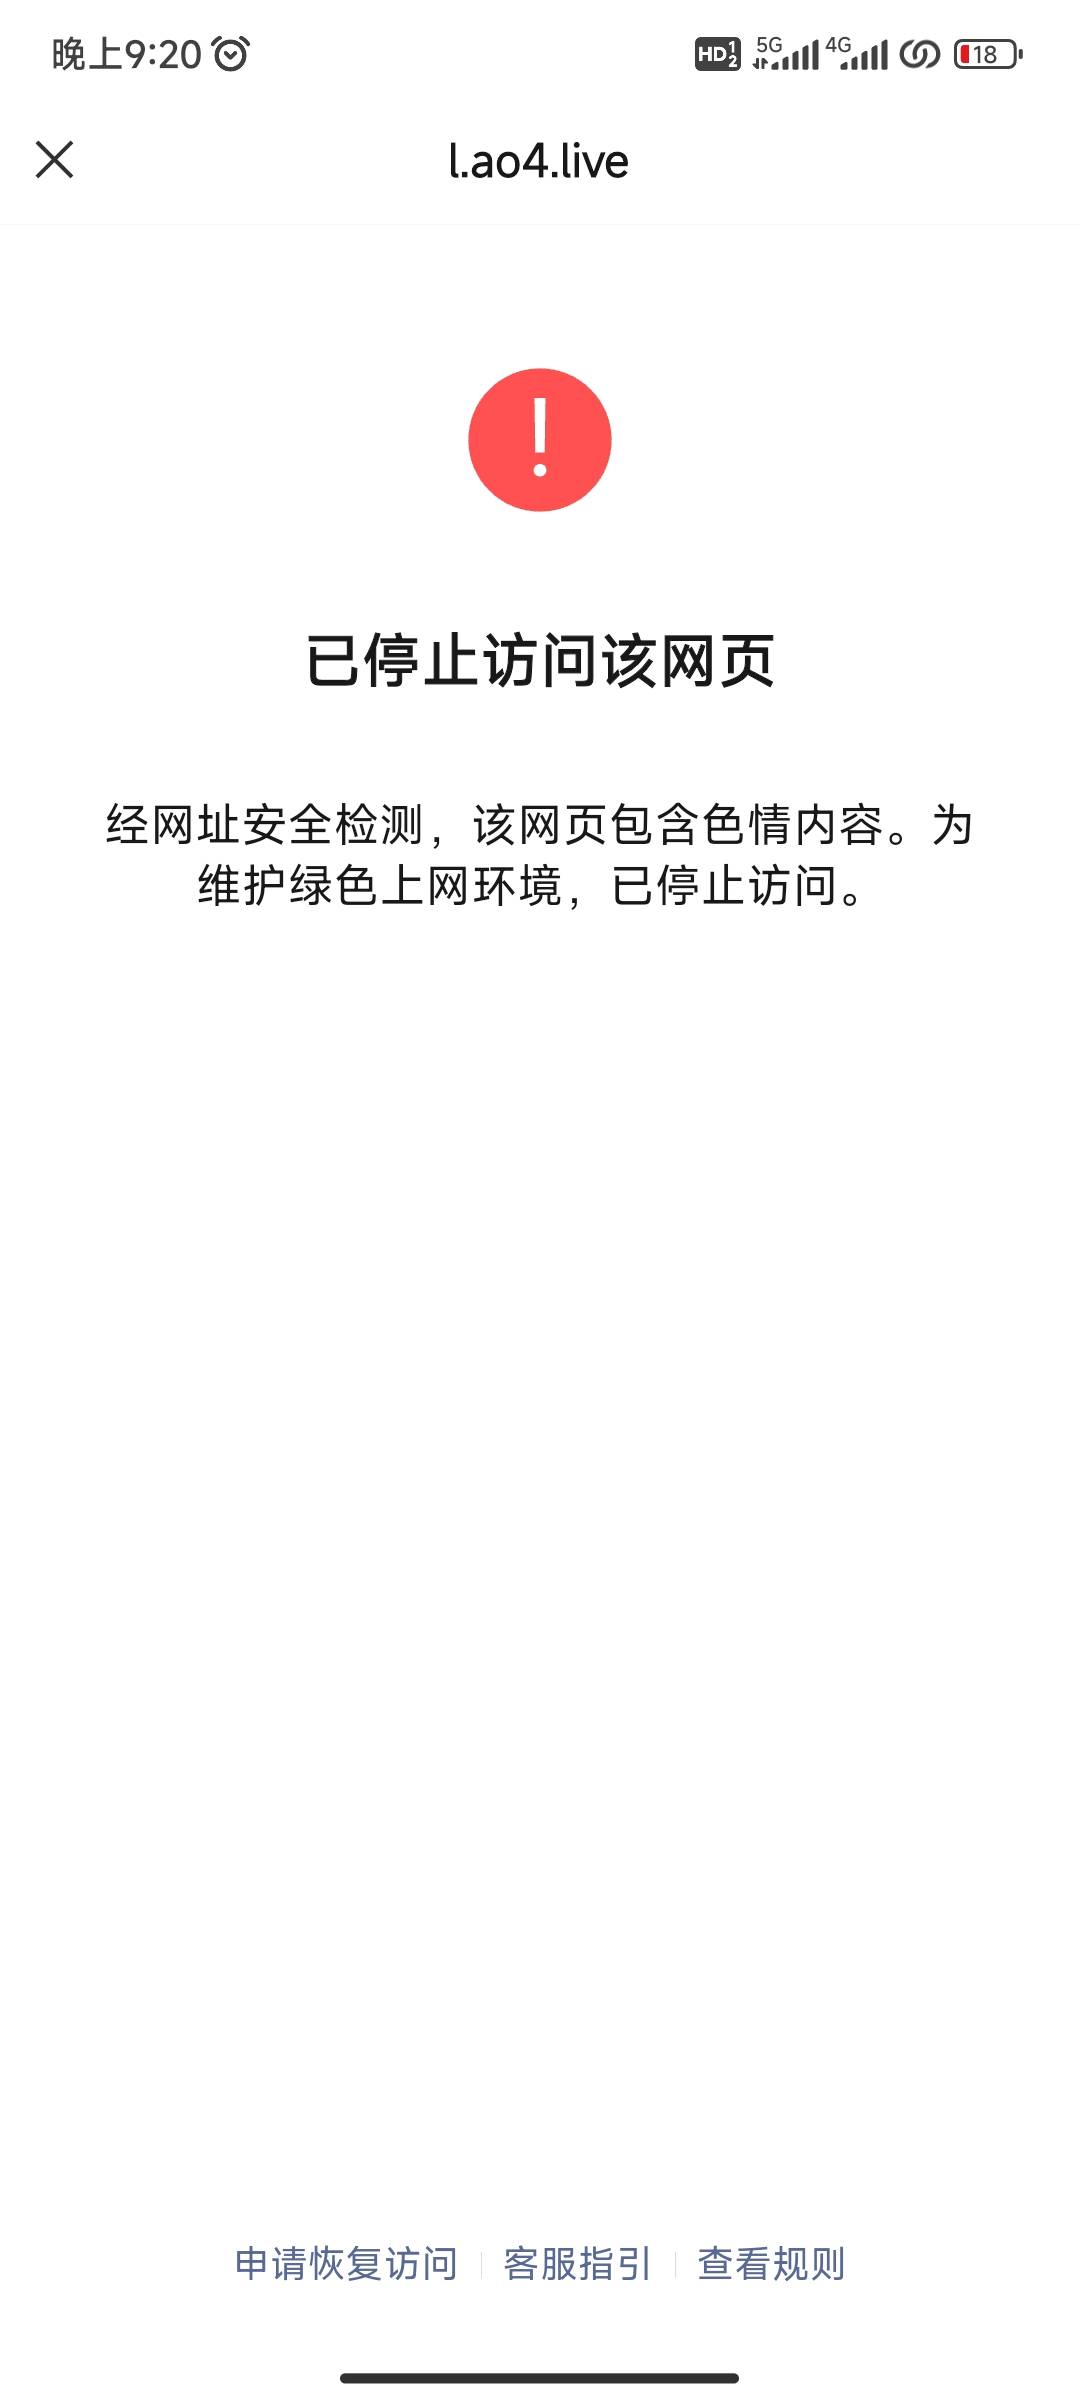 晚上9:20
HD 1 2 5G 4G 18
l.ao4.live
已停止访问该网页
经网址安全检测，该网页包含色情内容。为
维护绿色上网环境，已停止访问。
申请恢复访问 客服指引 查看规则